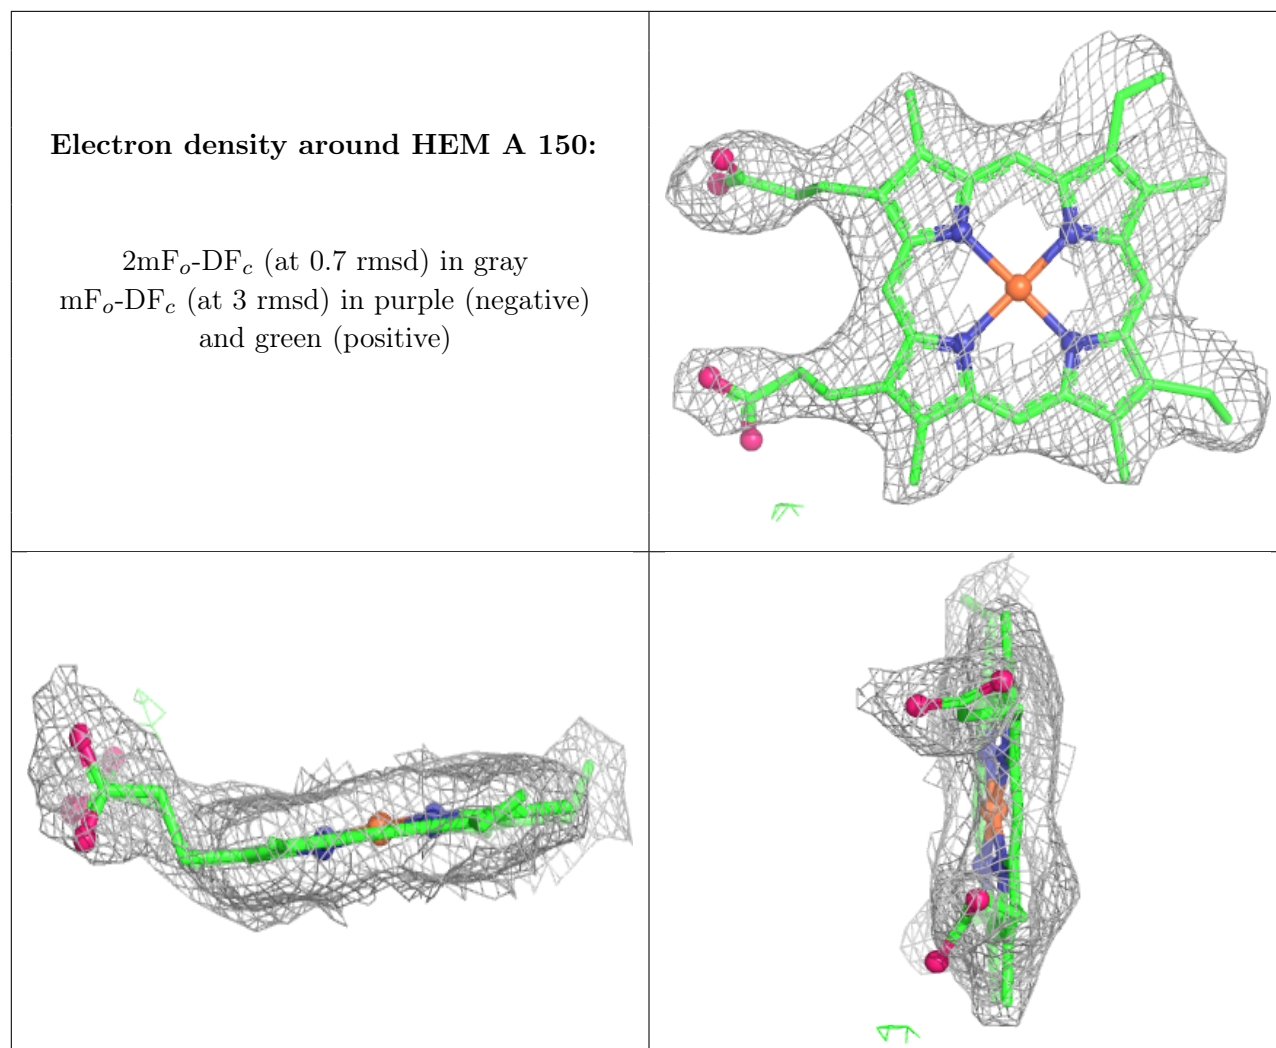 Electron density around HEM A 150:
2mFo-DFc (at 0.7 rmsd) in gray
mFo-DFc (at 3 rmsd) in purple (negative)
and green (positive)